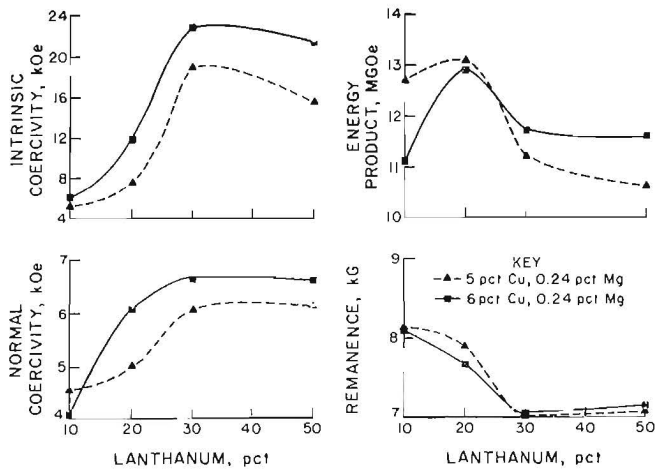 INTRINSIC
COERCIVITY, kOe
24
20
16
12
8
4
ENERGY
PRODUCT, MGOe
14
13
12
11
10
NORMAL
COERCIVITY, kOe
7
6
5
4
10 20 30 40 50
LANTHANUM, pct
REMANENCE, kG
9
8
7
KEY
5 pct Cu, 0.24 pct Mg
6 pct Cu, 0.24 pct Mg
10 20 30 40 50
LANTHANUM, pct